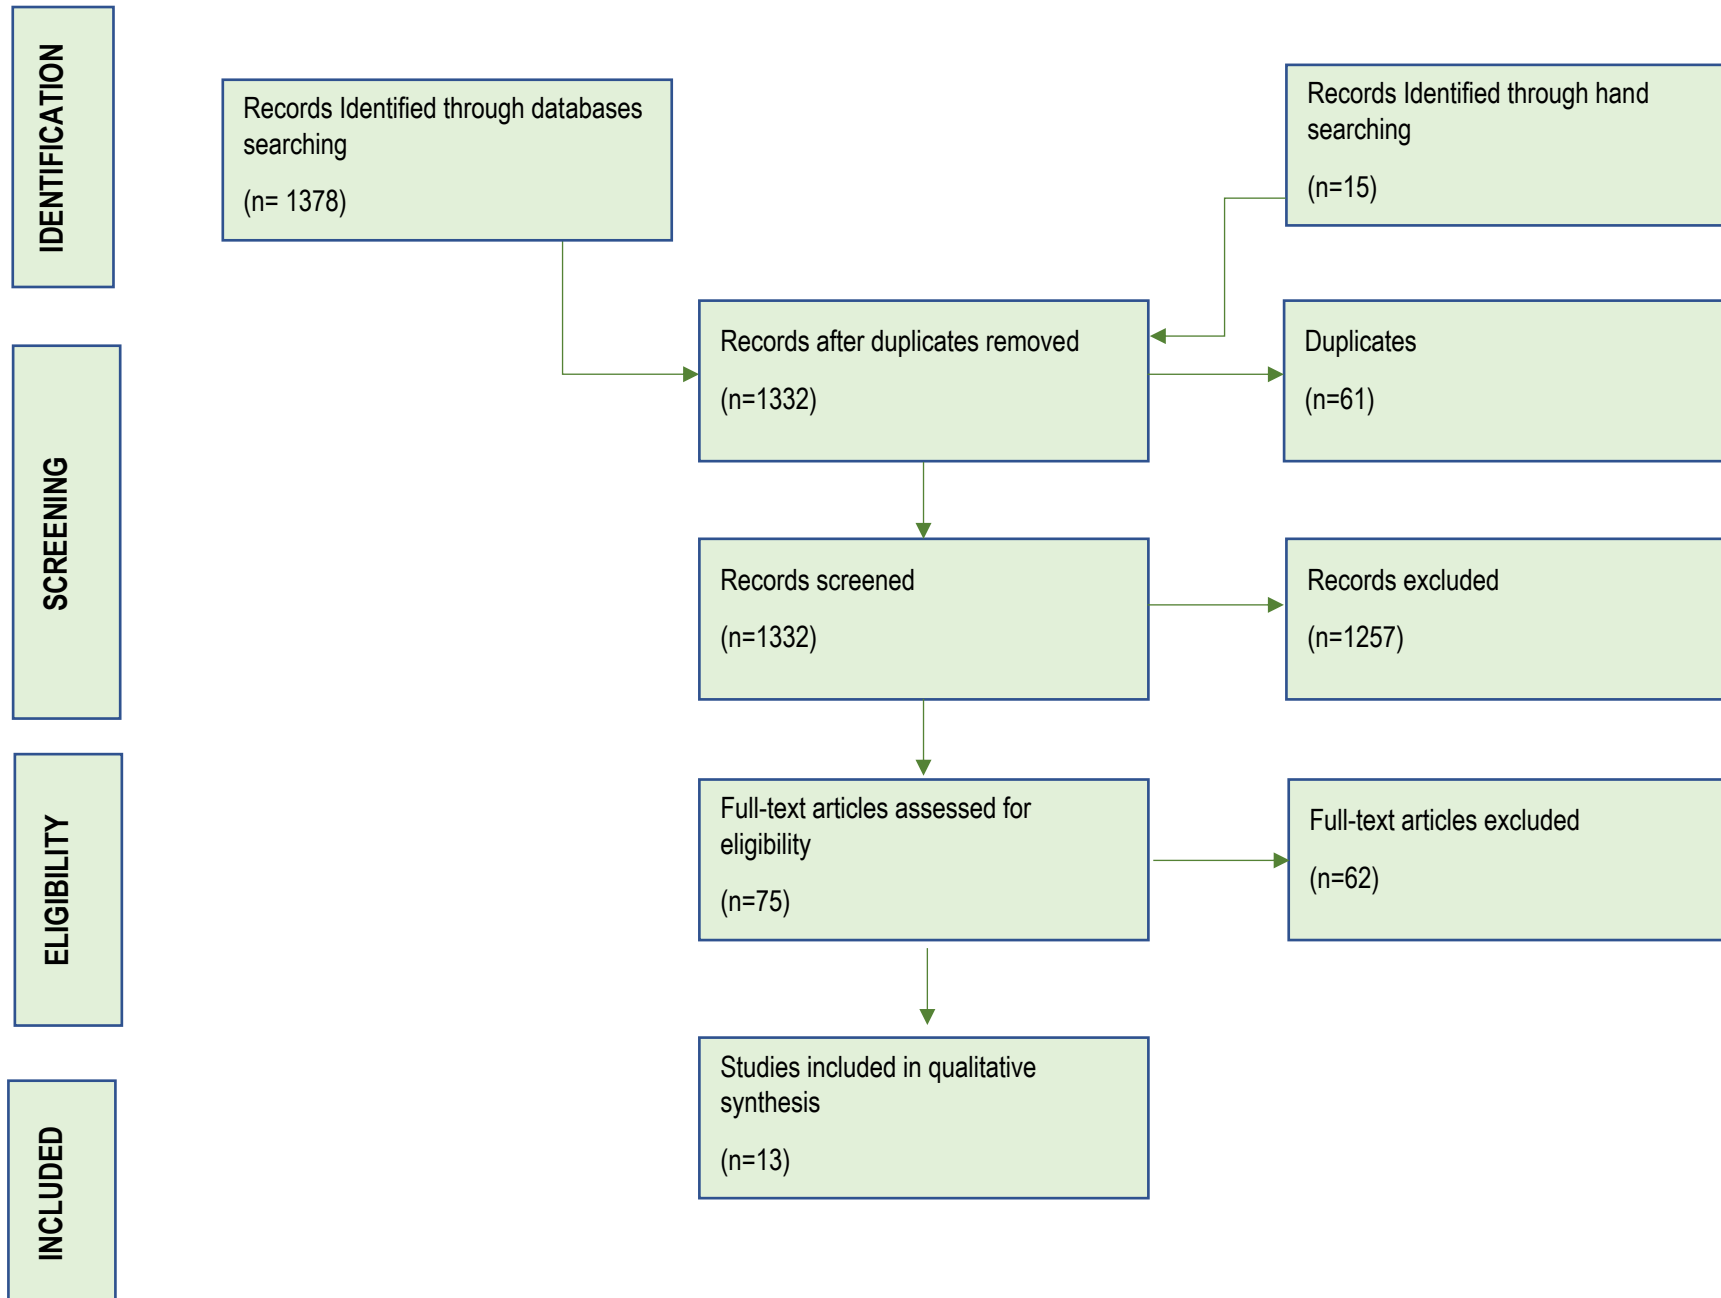 IDENTIFICATION
Records Identified through databases
searching
(n= 1378)
Records Identified through hand
searching
(n=15)
SCREENING
Records after duplicates removed
(n=1332)
Duplicates
(n=61)
Records screened
(n=1332)
Records excluded
(n=1257)
ELIGIBILITY
Full-text articles assessed for
eligibility
(n=75)
Full-text articles excluded
(n=62)
INCLUDED
Studies included in qualitative
synthesis
(n=13)